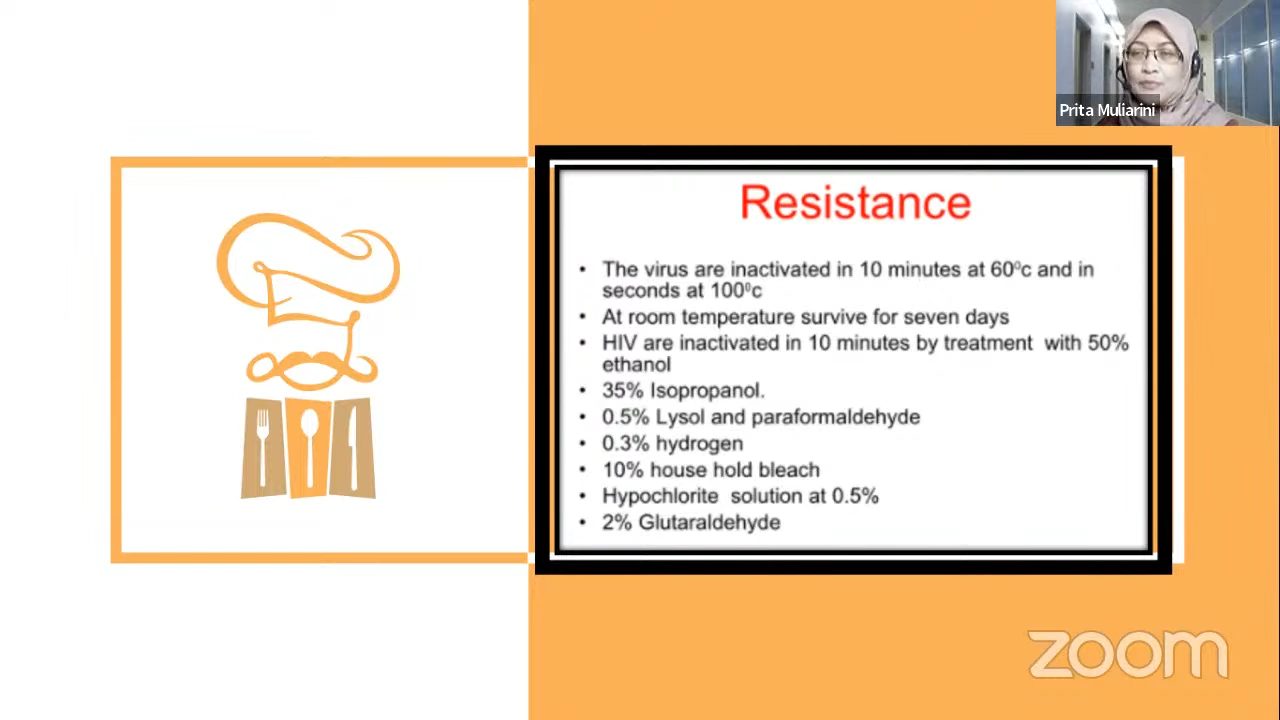 Prita Muliarini
Resistance
• The virus are inactivated in 10 minutes at 60⁰c and in
seconds at 100⁰c
• At room temperature survive for seven days
• HIV are inactivated in 10 minutes by treatment with 50%
ethanol
• 35% Isopropanol.
• 0.5% Lysol and paraformaldehyde
• 0.3% hydrogen
• 10% house hold bleach
• Hypochlorite solution at 0.5%
• 2% Glutaraldehyde
zoom